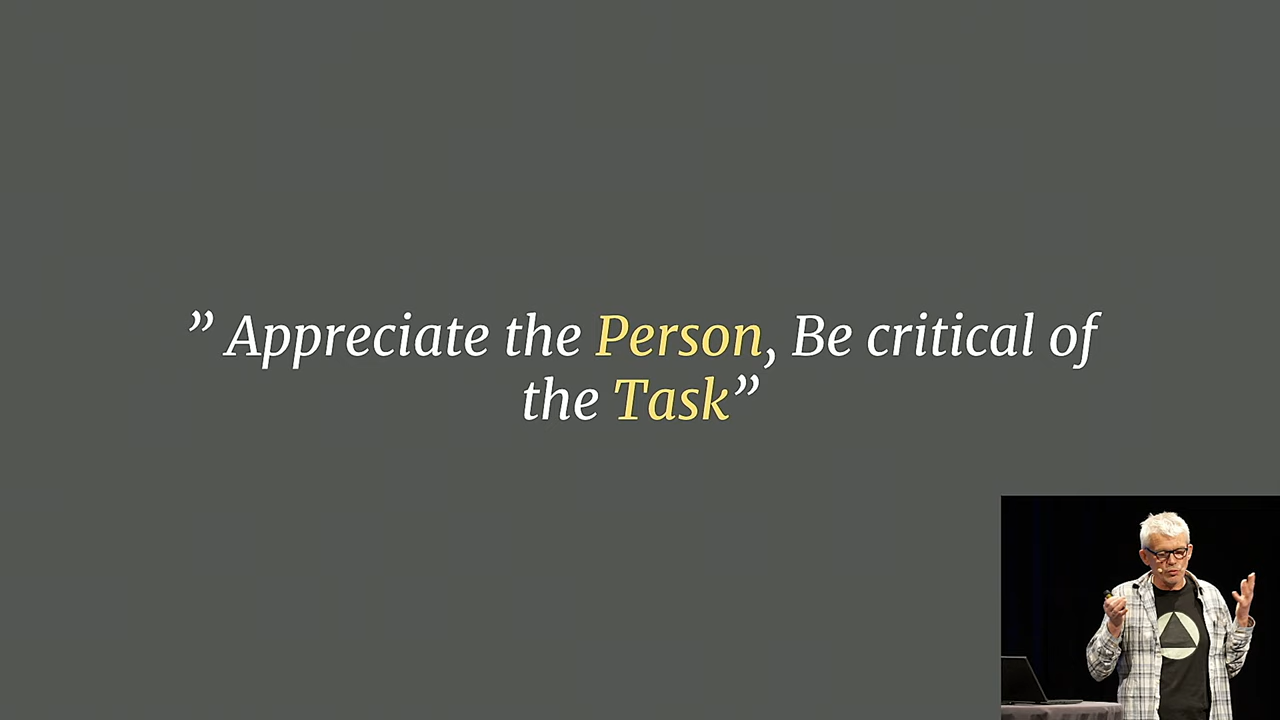 ” Appreciate the Person, Be critical of
the Task”